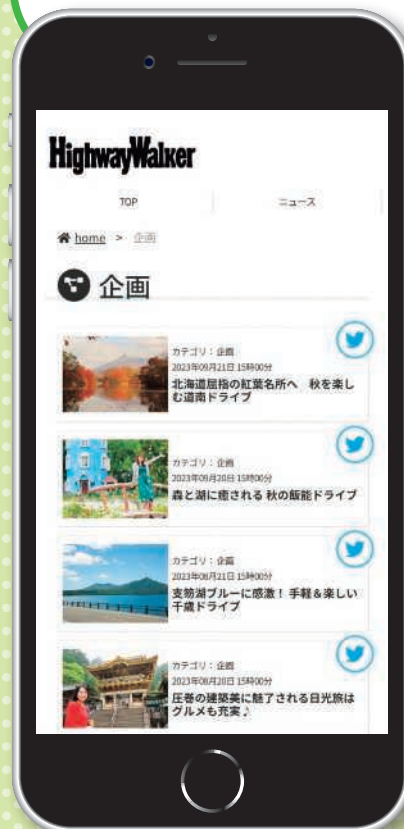 HighwayWalker
TOP
ニュース
home > 企画
企画
カテゴリ：企画
2023年09月21日 15時00分
北海道屈指の紅葉名所へ　秋を楽し
む道南ドライブ
カテゴリ：企画
2023年09月20日 15時00分
森と湖に癒される 秋の飯能ドライブ
カテゴリ：企画
2023年08月21日 15時00分
支笏湖ブルーに感激！ 手軽＆楽しい
千歳ドライブ
カテゴリ：企画
2023年08月20日 15時00分
圧巻の建築美に魅了される日光旅は
グルメも充実♪